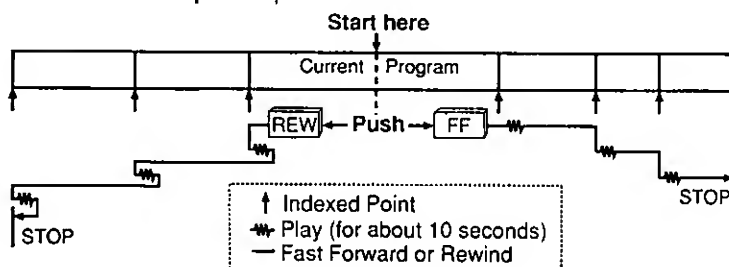 Start here
Current Program
REW Push FF
STOP
STOP
Indexed Point
Play (for about 10 seconds)
Fast Forward or Rewind